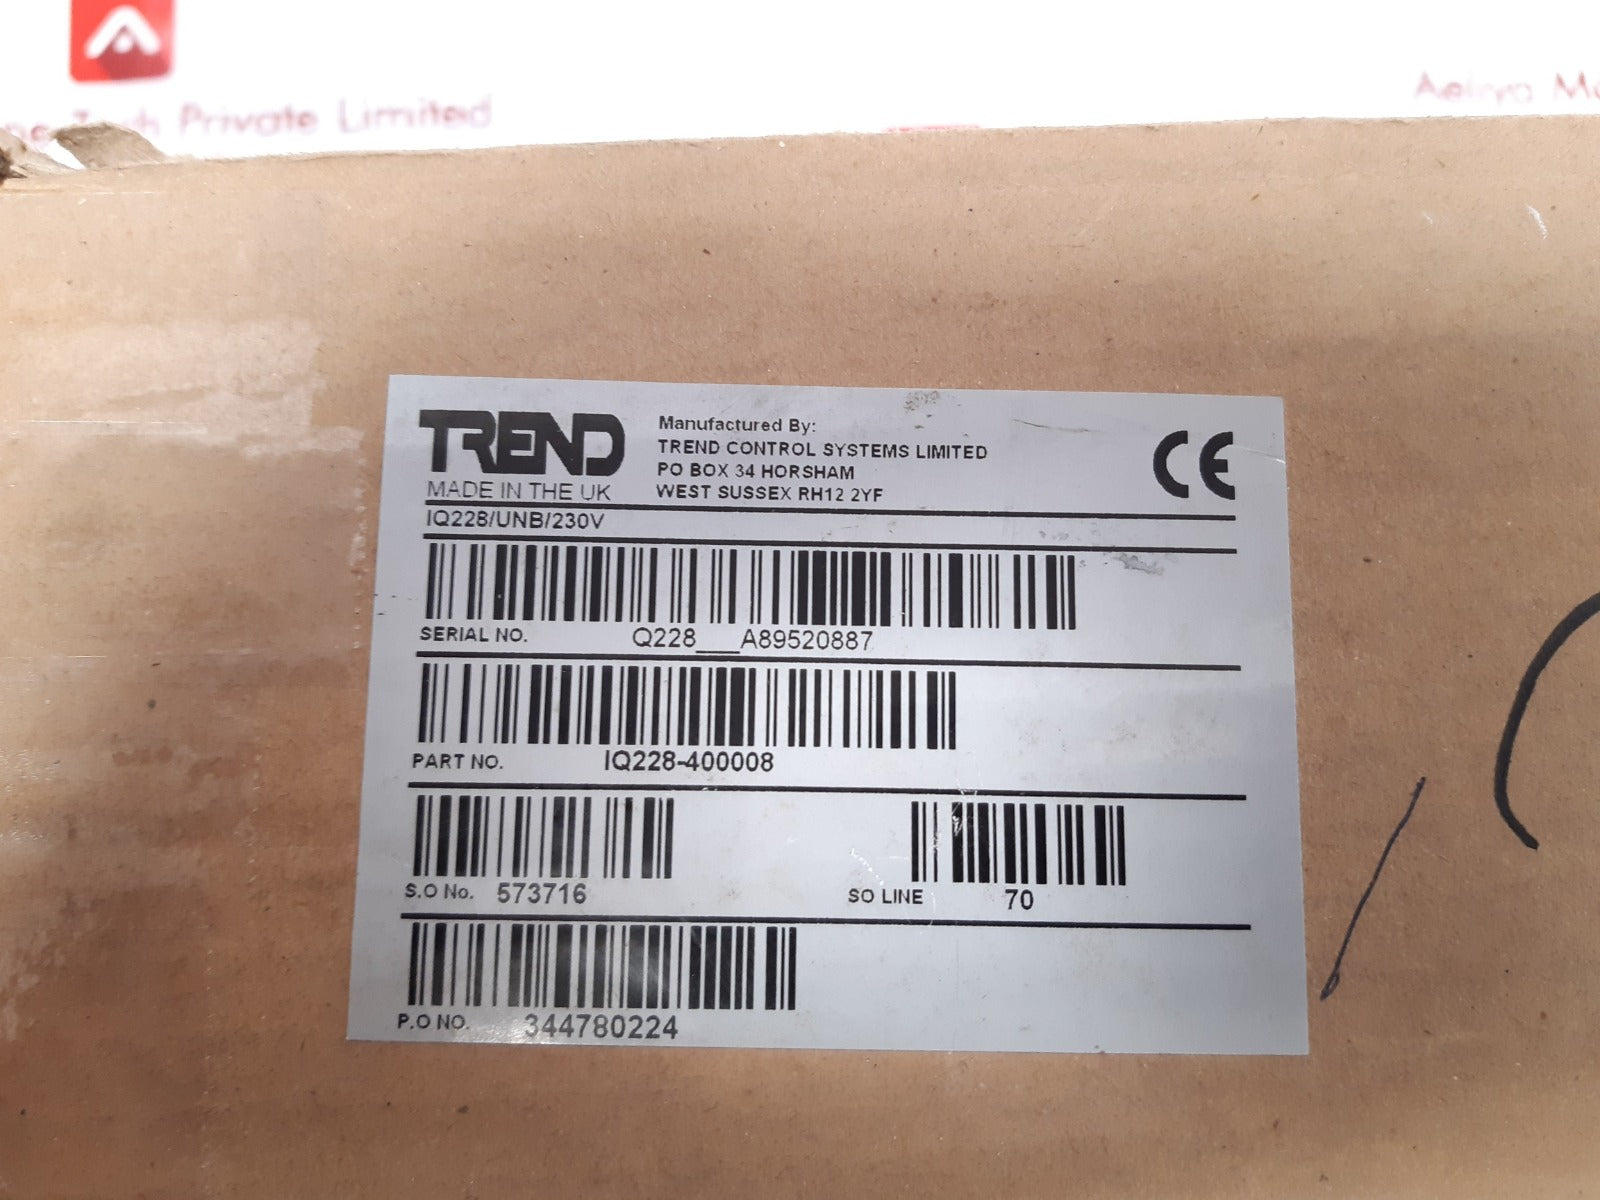 Private Limited
TREND
MADE IN THE UK
Manufactured By:
TREND CONTROL SYSTEMS LIMITED
PO BOX 34 HORSHAM
WEST SUSSEX RH12 2YF
CE
IQ228/UNB/230V
SERIAL NO. Q228___A89520887
PART NO. IQ228-400008
S.O No. 573716
SO LINE 70
P.O NO. 344780224